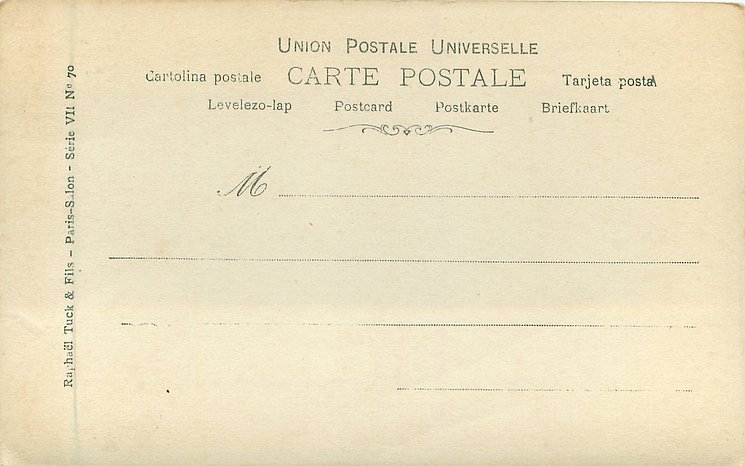 UNION POSTALE UNIVERSELLE
Cartolina postale CARTE POSTALE Tarjeta postal
Levelezo-lap Postcard Postkarte Briefkaart
M
Raphaël Tuck & Fils – Paris-Salon – Série VII No 70